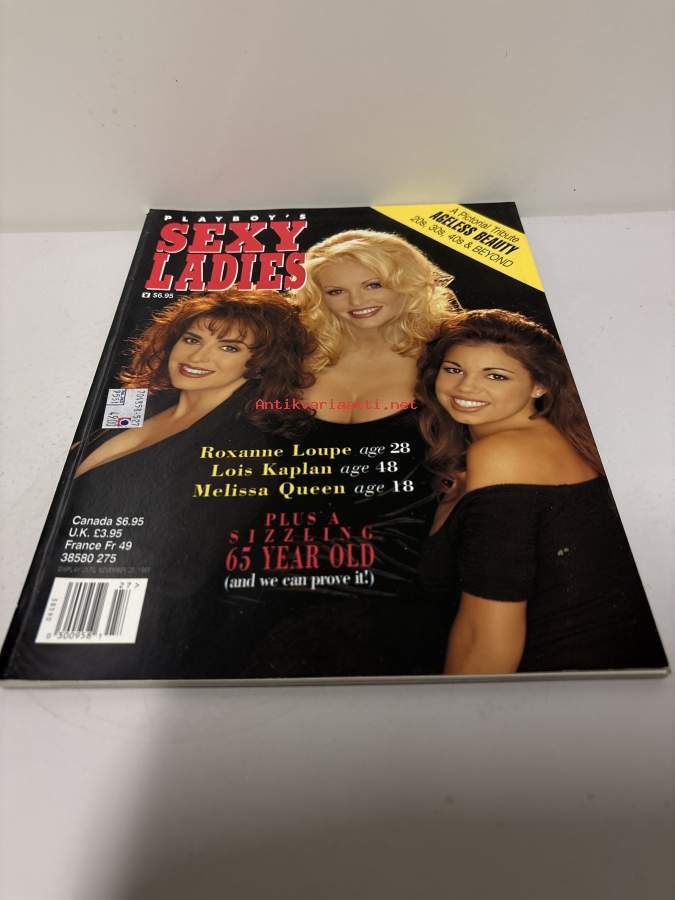 PLAYBOY'S
SEXY
LADIES
$6.95
A Pictorial Tribute
AGELESS BEAUTY
20s, 30s, 40s & BEYOND
Antikvariaatti.net
Roxanne Loupe age 28
Lois Kaplan age 48
Melissa Queen age 18
PLUS A
SIZZLING
65 YEAR OLD
(and we can prove it!)
Canada $6.95
U.K. £3.95
France Fr 49
38580 275
27>